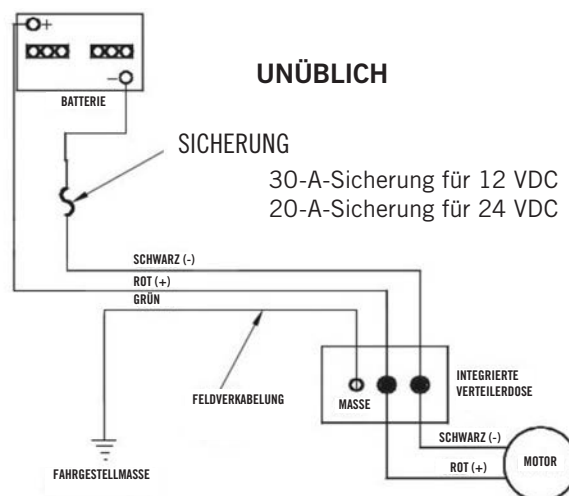 +
−
BATTERIE
UNÜBLICH
SICHERUNG
30-A-Sicherung für 12 VDC
20-A-Sicherung für 24 VDC
SCHWARZ (-)
ROT (+)
GRÜN
FELDVERKABELUNG
MASSE
INTEGRIERTE
VERTEILERDOSE
FAHRGESTELLMASSE
SCHWARZ (-)
ROT (+)
MOTOR